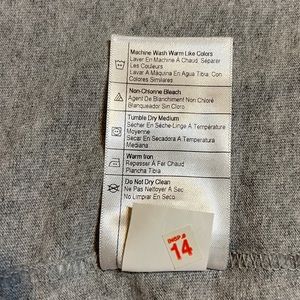 Machine Wash Warm Like Colors
Laver En Machine À Chaud, Séparer
Les Couleurs
Lavar A Máquina En Agua Tibia. Con
Colores Similares
Non-Chlorine Bleach
Agent De Blanchiment Non Chloré
Blanqueador Sin Cloro
Tumble Dry Medium
Sécher En Sèche-Linge À Température
Moyenne
Secar En Secadora A Temperatura
Mediana
Warm Iron
Repasser À Fer Chaud
Plancha Tibia
Do Not Dry Clean
Ne Pas Nettoyer À Sec
No Limpiar En Seco
INSP.#
14